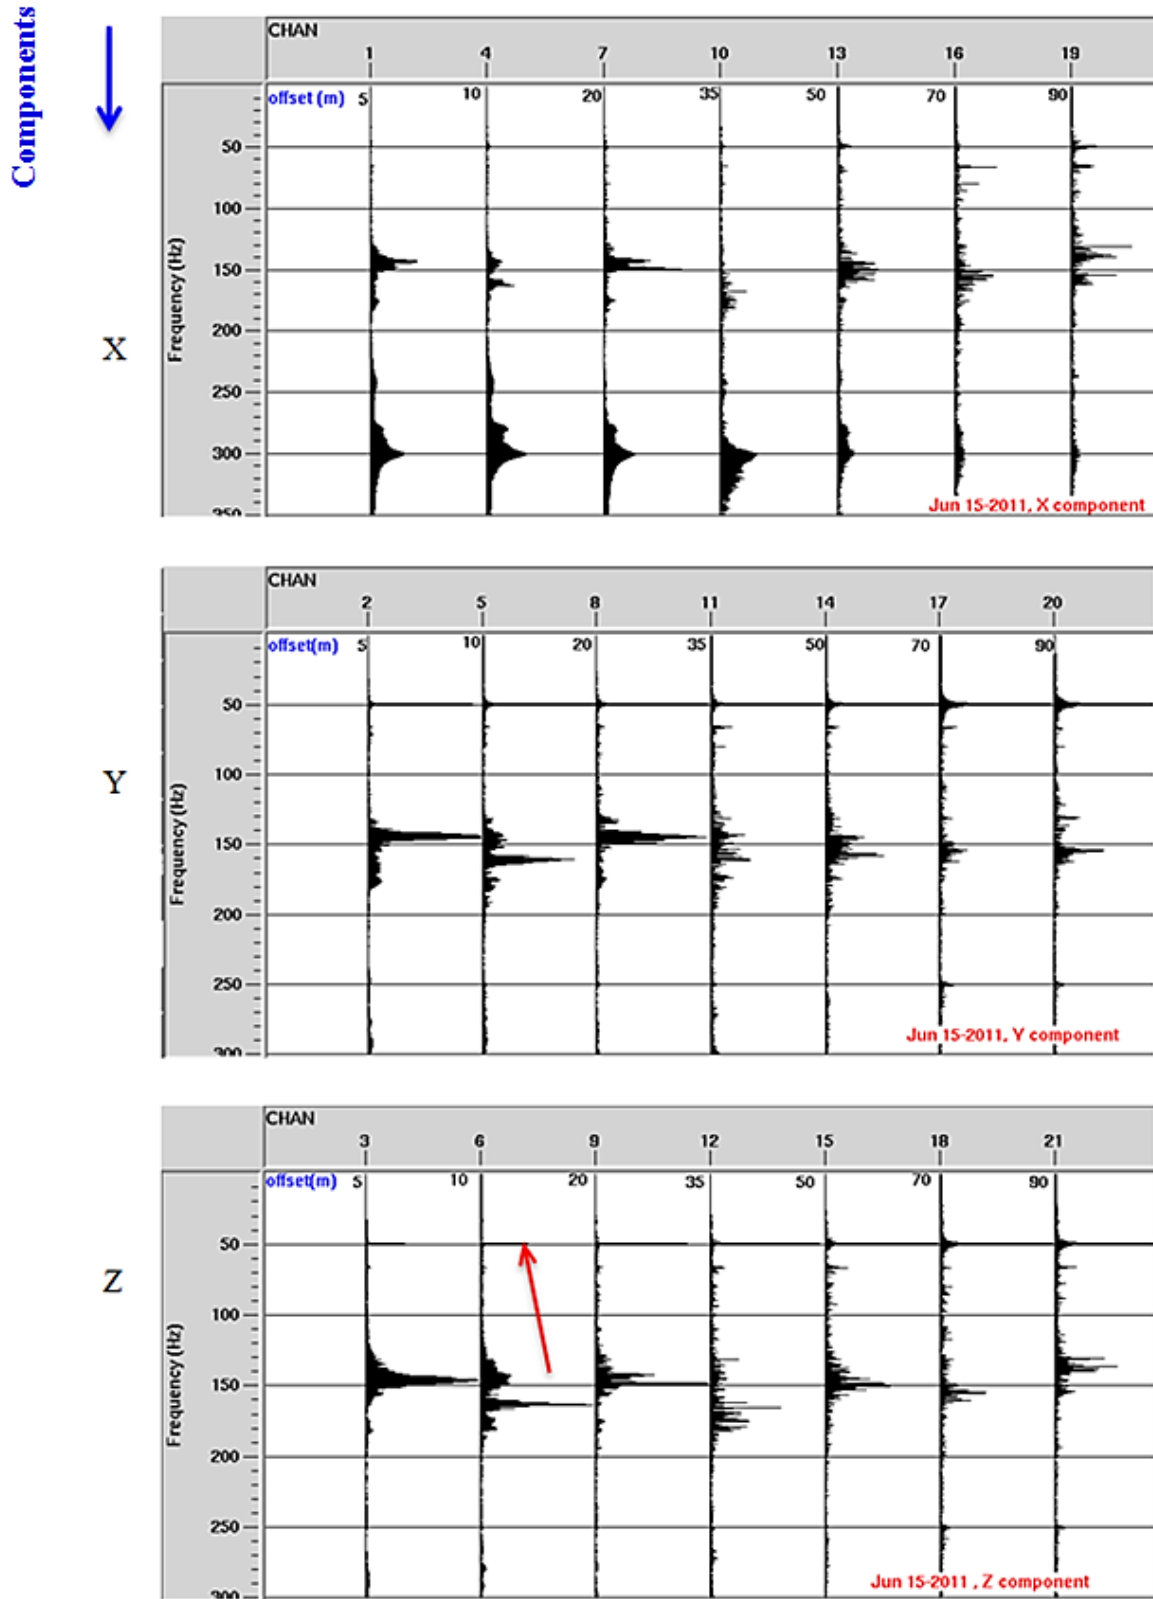 Components
CHAN
1 4 7 10 13 16 19
offset (m) 5 10 20 35 50 70 90
50
100
150
200
250
300
350
Frequency (Hz)
X
Jun 15-2011, X component
CHAN
2 5 8 11 14 17 20
offset(m) 5 10 20 35 50 70 90
50
100
150
200
250
300
Frequency (Hz)
Y
Jun 15-2011, Y component
CHAN
3 6 9 12 15 18 21
offset(m) 5 10 20 35 50 70 90
50
100
150
200
250
300
Frequency (Hz)
Z
Jun 15-2011 , Z component